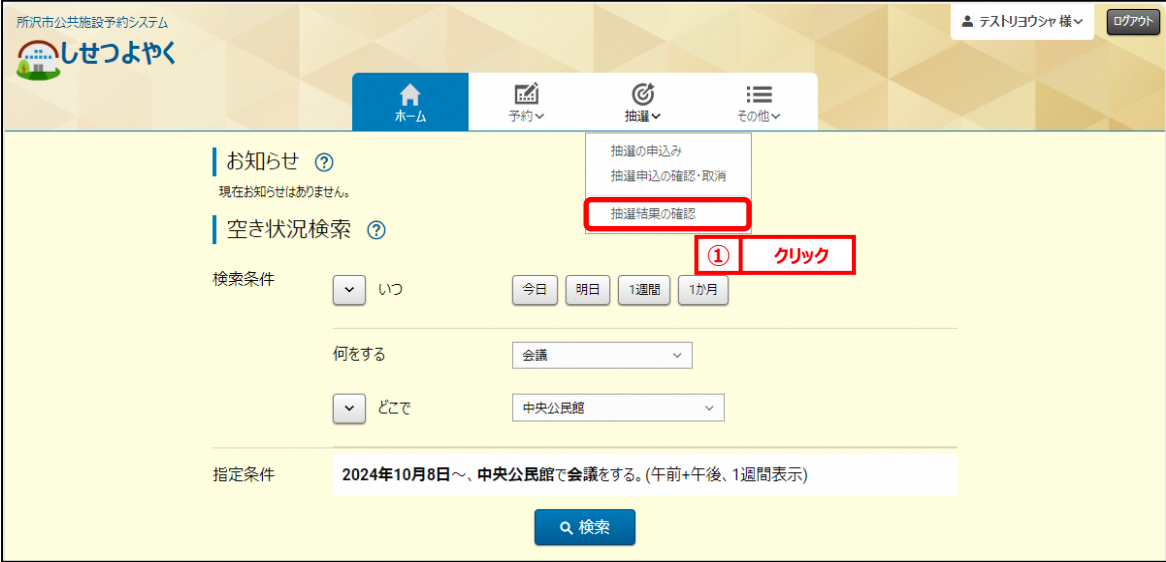 所沢市公共施設予約システム
しせつよやく
テストリヨウシャ 様
ログアウト
ホーム
予約
抽選
その他
抽選の申込み
抽選申込の確認・取消
抽選結果の確認
① クリック
お知らせ ?
現在お知らせはありません。
空き状況検索 ?
検索条件
いつ
今日 明日 1週間 1か月
何をする
会議
どこで
中央公民館
指定条件
2024年10月8日～、中央公民館で会議をする。(午前+午後、1週間表示)
検索